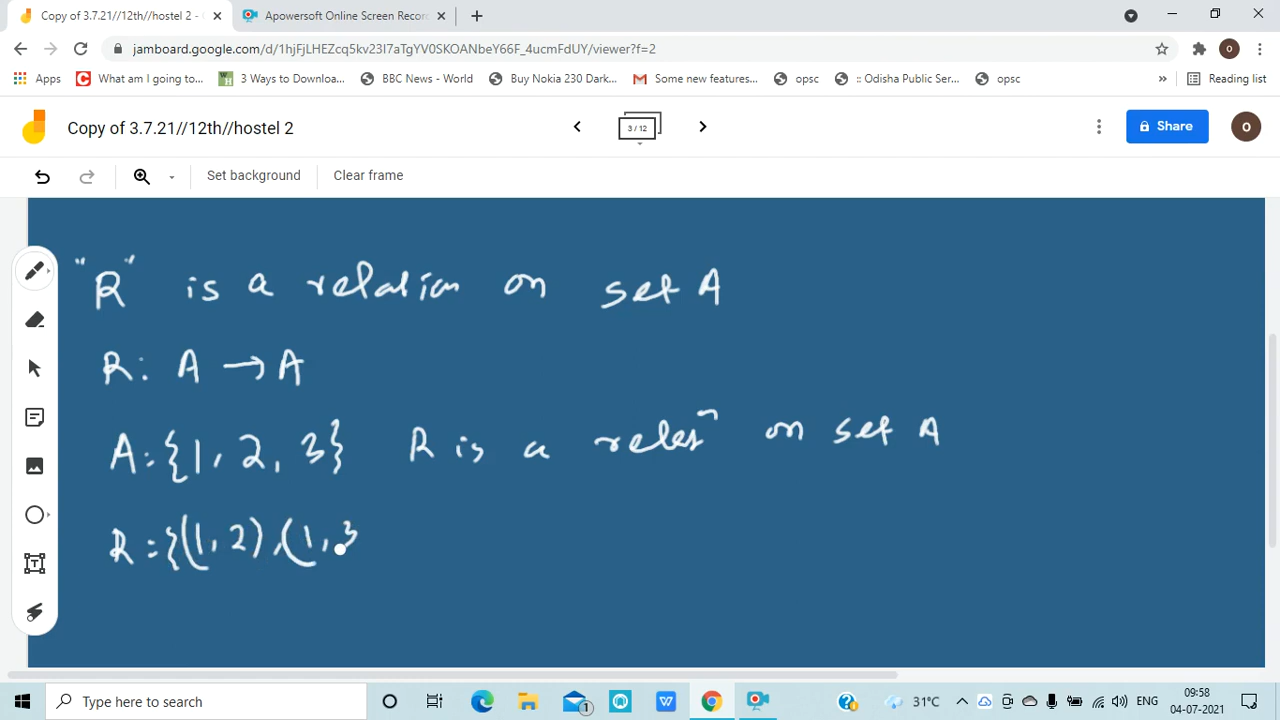 Copy of 3.7.21//12th//hostel 2 -
Apowersoft Online Screen Recor
jamboard.google.com/d/1hjFjLHEZcq5kv23I7aTgYV0SKOANbeY66F_4ucmFdUY/viewer?f=2
Apps What am I going to... 3 Ways to Downloa... BBC News - World Buy Nokia 230 Dark... Some new features... opsc :: Odisha Public Ser... opsc » Reading list
Copy of 3.7.21//12th//hostel 2 3 / 12 Share O
Set background Clear frame
"R" is a relation on set A
R: A → A
A = {1, 2, 3} R is a on set A
R = {(1, 2), (1, 3
Type here to search 1 31°C ENG 09:58
04-07-2021